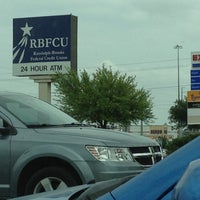 RBFCU
Randolph-Brooks
Federal Credit Union
24 HOUR ATM